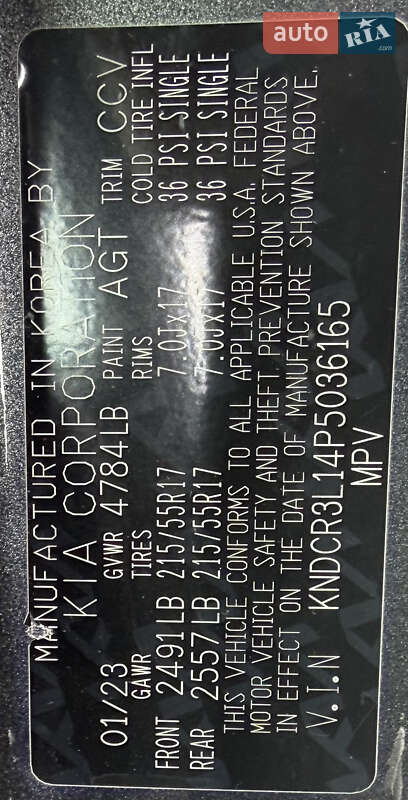 MANUFACTURED IN KOREA BY
KIA CORPORATION
01/23 GVWR 4784LB PAINT AGT TRIM CCV
GAWR TIRES RIMS COLD TIRE INFL
FRONT 2491LB 215/55R17 7.0JX17 36 PSI SINGLE
REAR 2557LB 215/55R17 7.0JX17 36 PSI SINGLE
THIS VEHICLE CONFORMS TO ALL APPLICABLE U.S.A. FEDERAL
MOTOR VEHICLE SAFETY AND THEFT PREVENTION STANDARDS
IN EFFECT ON THE DATE OF MANUFACTURE SHOWN ABOVE.
V.I.N KNDCR3L14P5036165
MPV
auto RIA .com